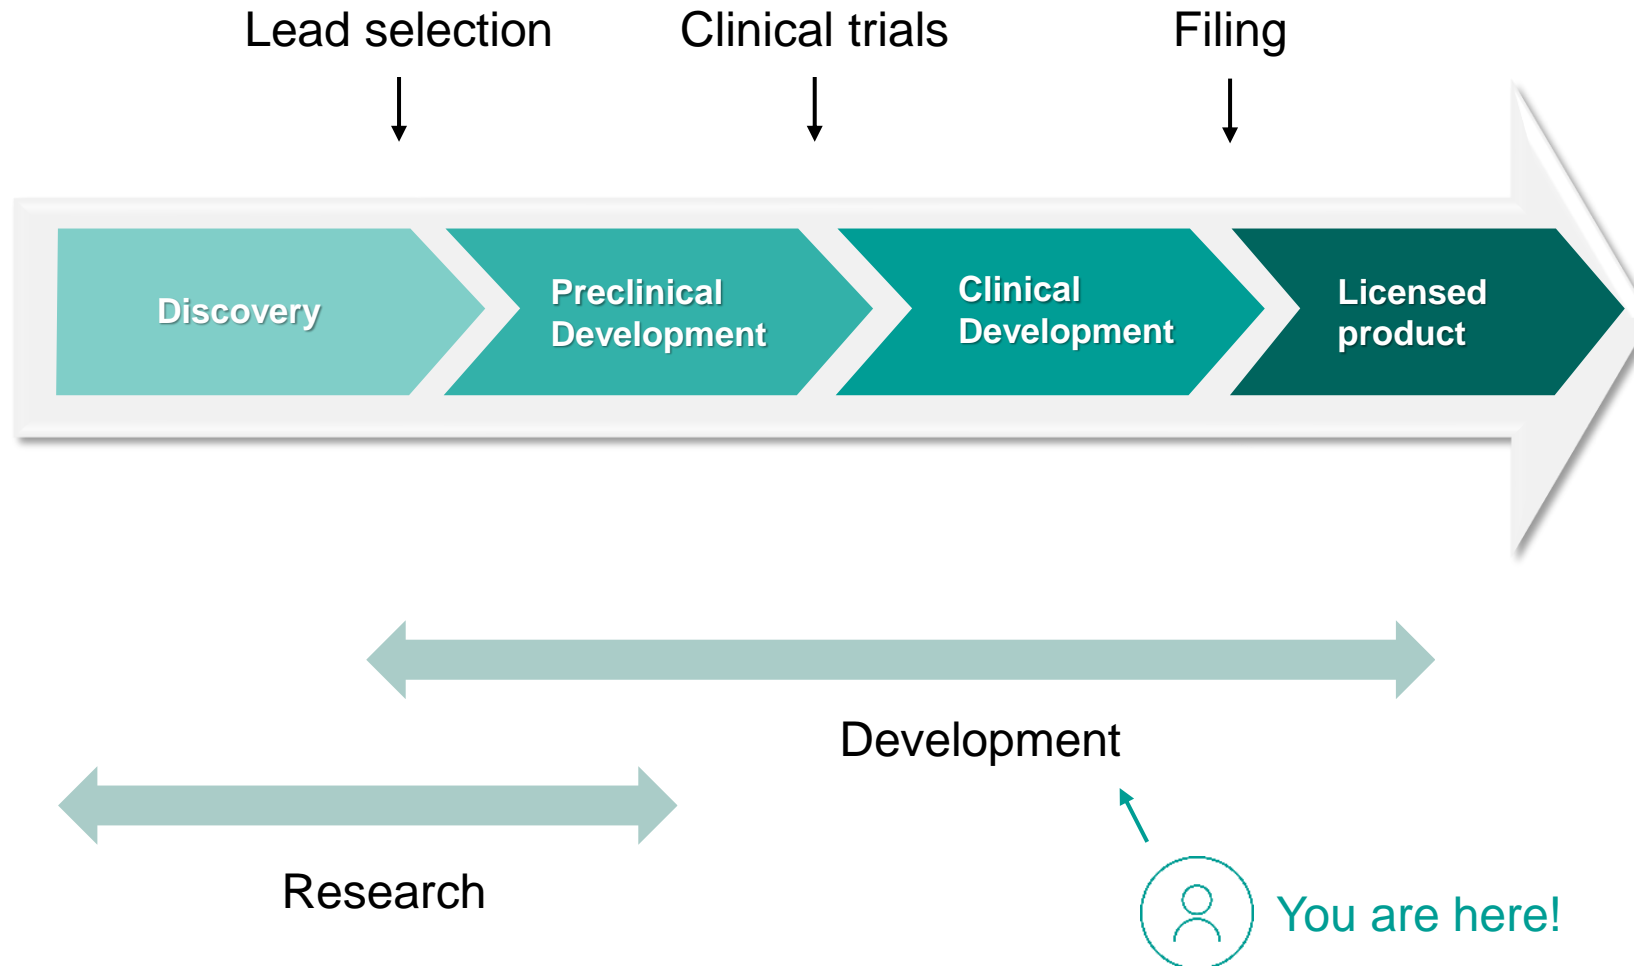 Lead selection
Clinical trials
Filing
Discovery
Preclinical
Development
Clinical
Development
Licensed
product
Development
Research
You are here!